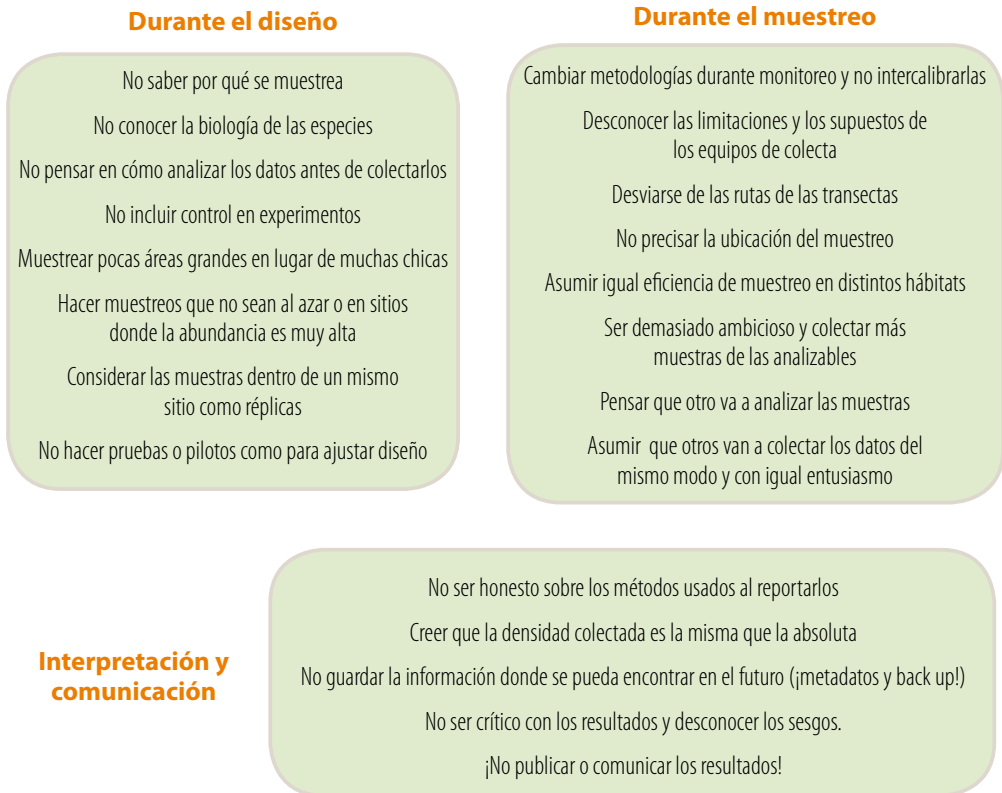 Durante el diseño
No saber por qué se muestrea
No conocer la biología de las especies
No pensar en cómo analizar los datos antes de colectarlos
No incluir control en experimentos
Muestrear pocas áreas grandes en lugar de muchas chicas
Hacer muestreos que no sean al azar o en sitios
donde la abundancia es muy alta
Considerar las muestras dentro de un mismo
sitio como réplicas
No hacer pruebas o pilotos como para ajustar diseño
Durante el muestreo
Cambiar metodologías durante monitoreo y no intercalibrarlas
Desconocer las limitaciones y los supuestos de
los equipos de colecta
Desviarse de las rutas de las transectas
No precisar la ubicación del muestreo
Asumir igual eficiencia de muestreo en distintos hábitats
Ser demasiado ambicioso y colectar más
muestras de las analizables
Pensar que otro va a analizar las muestras
Asumir que otros van a colectar los datos del
mismo modo y con igual entusiasmo
Interpretación y
comunicación
No ser honesto sobre los métodos usados al reportarlos
Creer que la densidad colectada es la misma que la absoluta
No guardar la información donde se pueda encontrar en el futuro (¡metadatos y back up!)
No ser crítico con los resultados y desconocer los sesgos.
¡No publicar o comunicar los resultados!